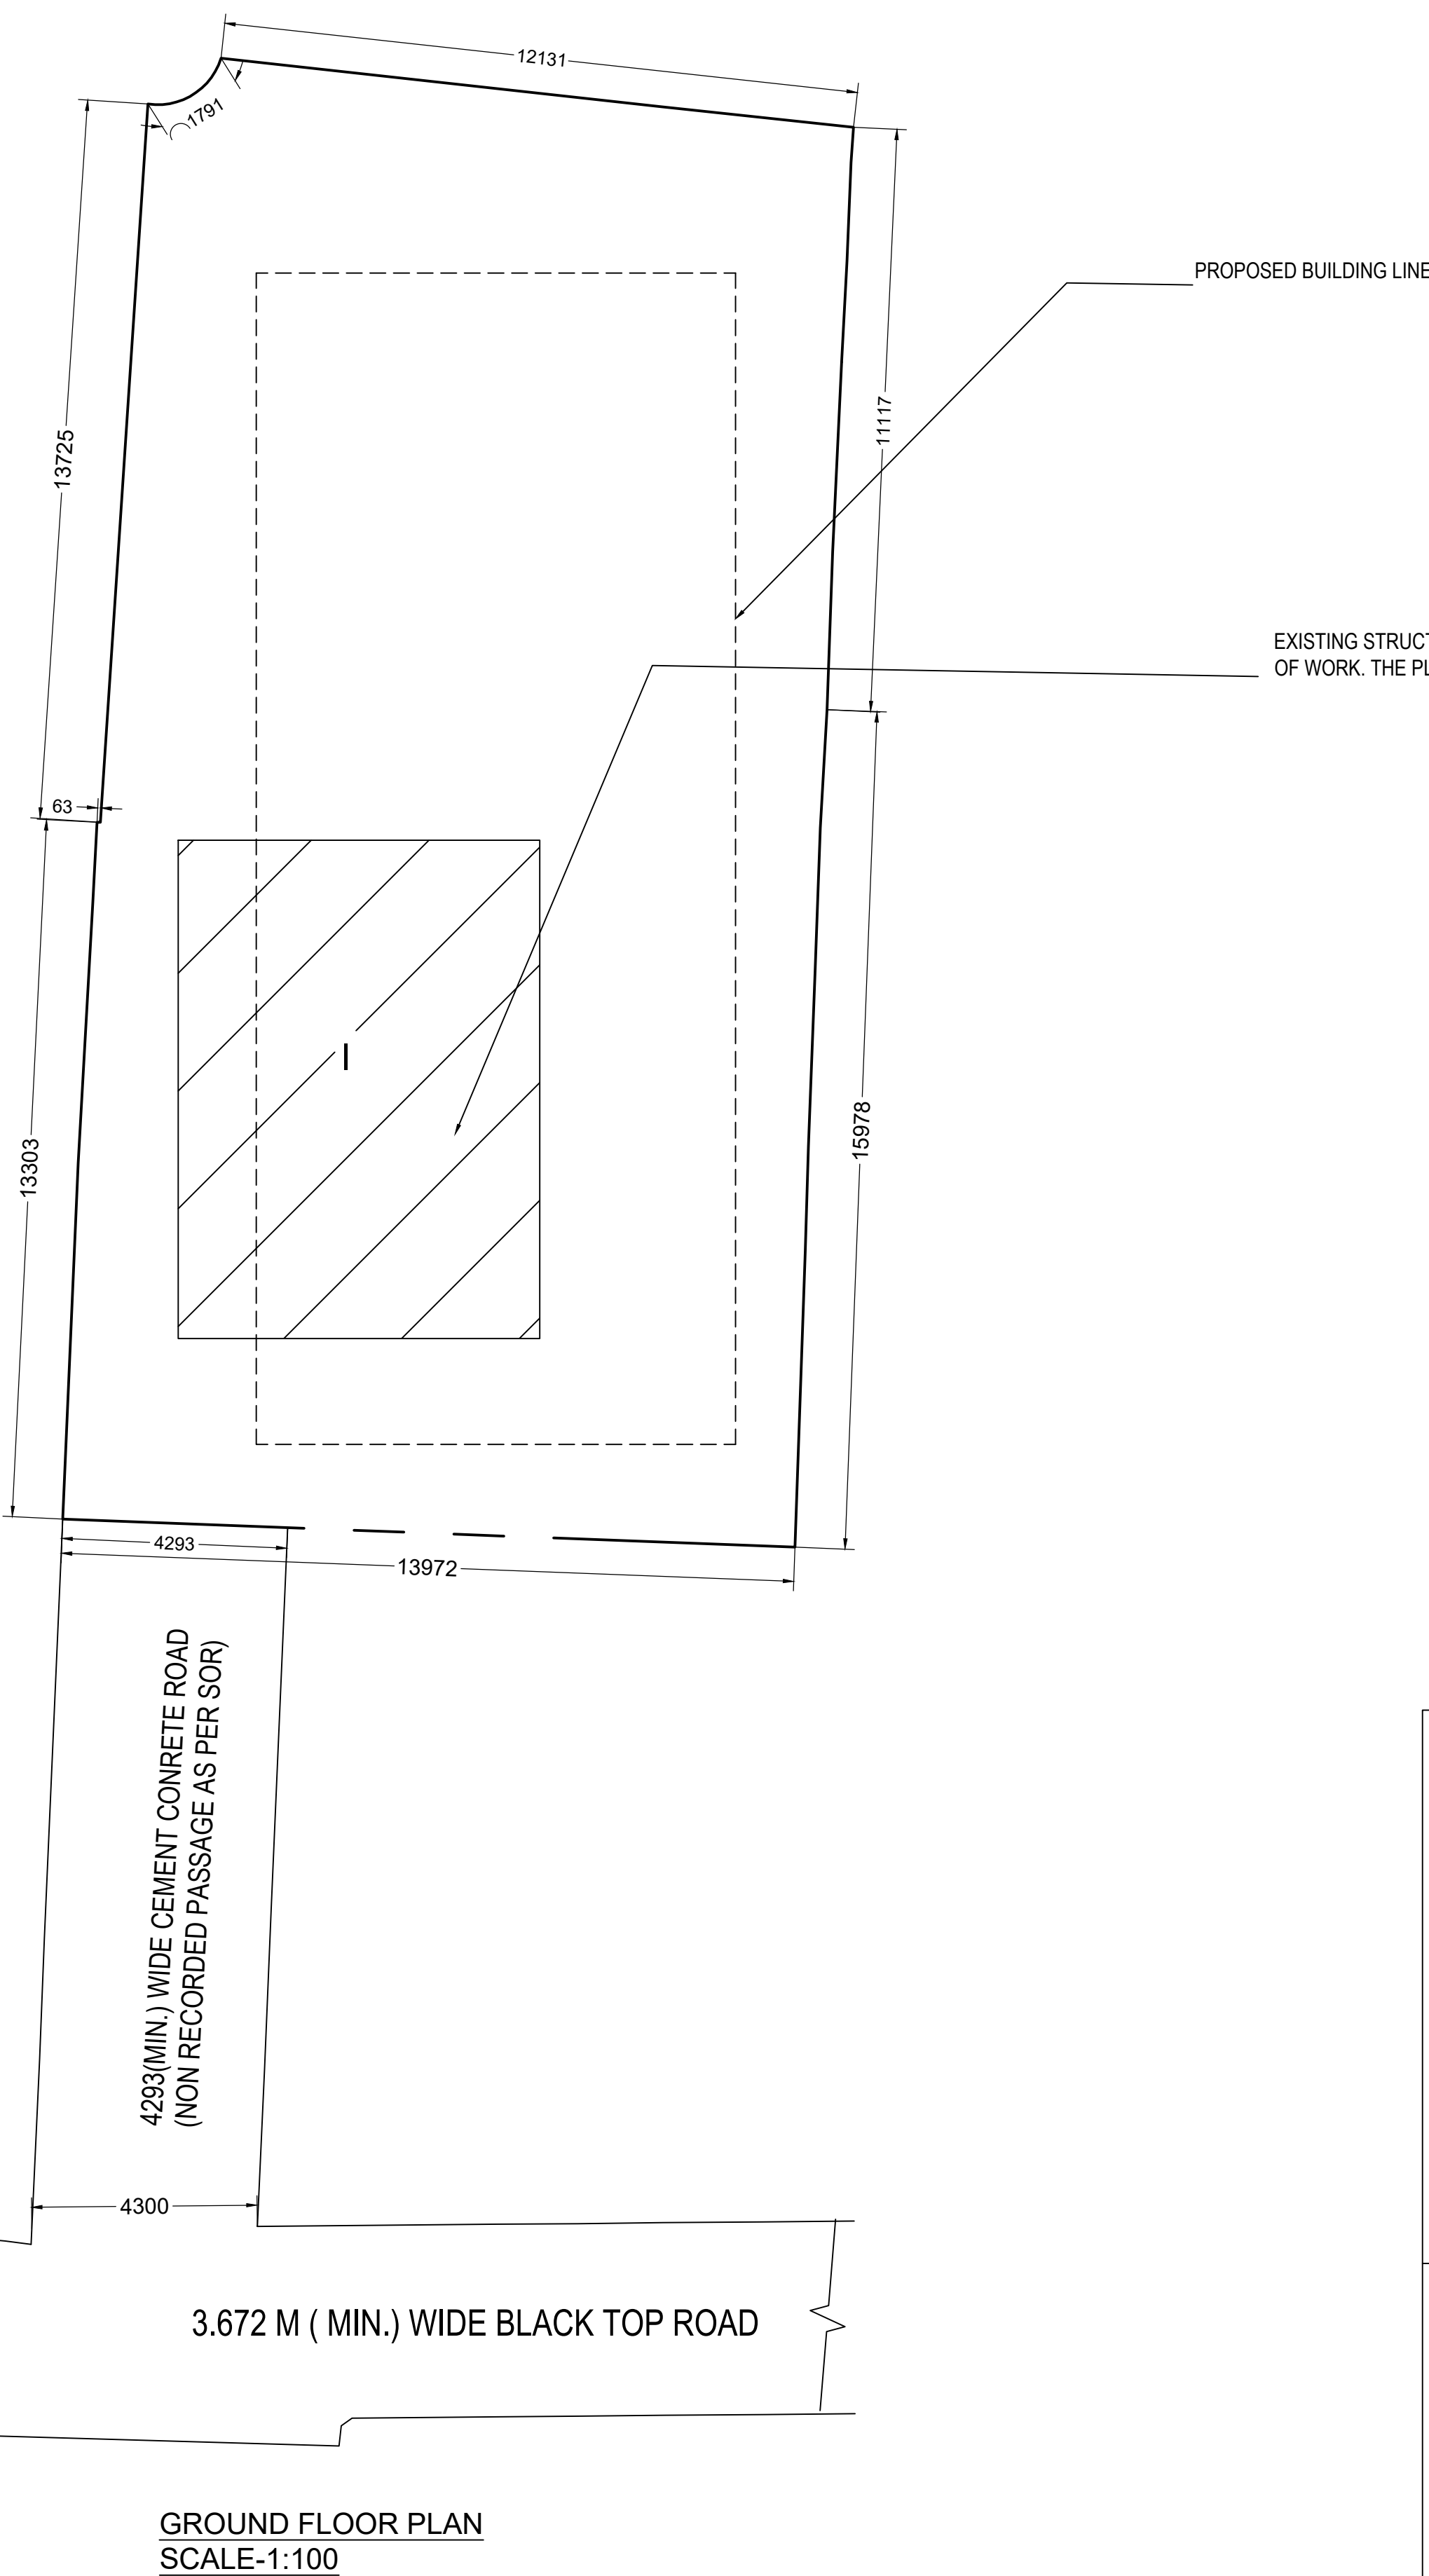 12131
1791
13725
11117
PROPOSED BUILDING LINE
EXISTING STRUCT
OF WORK. THE PL
63
I
13303
15978
4293
13972
4293(MIN.) WIDE CEMENT CONRETE ROAD
(NON RECORDED PASSAGE AS PER SOR)
4300
3.672 M ( MIN.) WIDE BLACK TOP ROAD
GROUND FLOOR PLAN
SCALE-1:100